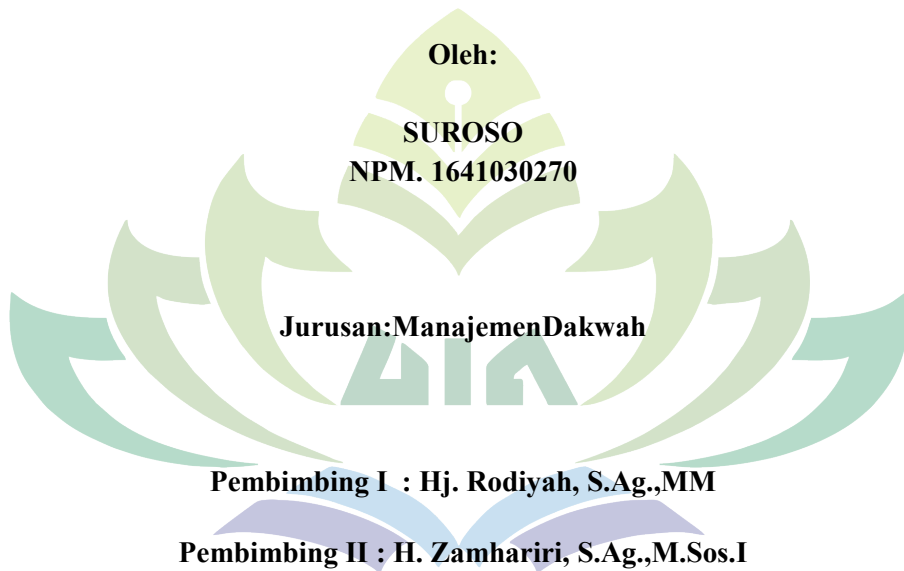 Oleh:
SUROSO
NPM. 1641030270
Jurusan:ManajemenDakwah
Pembimbing I : Hj. Rodiyah, S.Ag.,MM
Pembimbing II : H. Zamhariri, S.Ag.,M.Sos.I